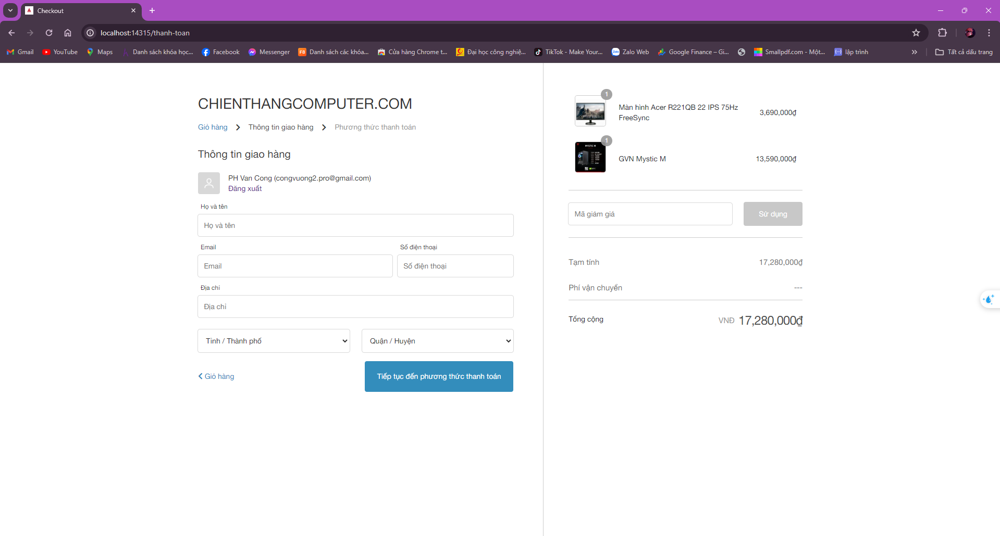 Checkout
localhost:14315/thanh-toan
Gmail
YouTube
Maps
Danh sách khóa học...
Facebook
Messenger
F8
Danh sách các khóa...
Cửa hàng Chrome t...
Đại học công nghiệ...
TikTok - Make Your...
Zalo Web
Google Finance – Gi...
Smallpdf.com - Một...
lập trình
Tất cả dấu trang
CHIENTHANGCOMPUTER.COM
Giỏ hàng
Thông tin giao hàng
Phương thức thanh toán
Thông tin giao hàng
PH Van Cong (congvuong2.pro@gmail.com)
Đăng xuất
Họ và tên
Họ và tên
Email
Số điện thoại
Email
Số điện thoại
Địa chỉ
Địa chỉ
Tỉnh / Thành phố
Quận / Huyện
Giỏ hàng
Tiếp tục đến phương thức thanh toán
1
Màn hình Acer R221QB 22 IPS 75Hz
FreeSync
3,690,000₫
1
MYSTIC M
GVN Mystic M
13,590,000₫
Mã giảm giá
Sử dụng
Tạm tính
17,280,000₫
Phí vận chuyển
---
Tổng cộng
VNĐ 17,280,000₫